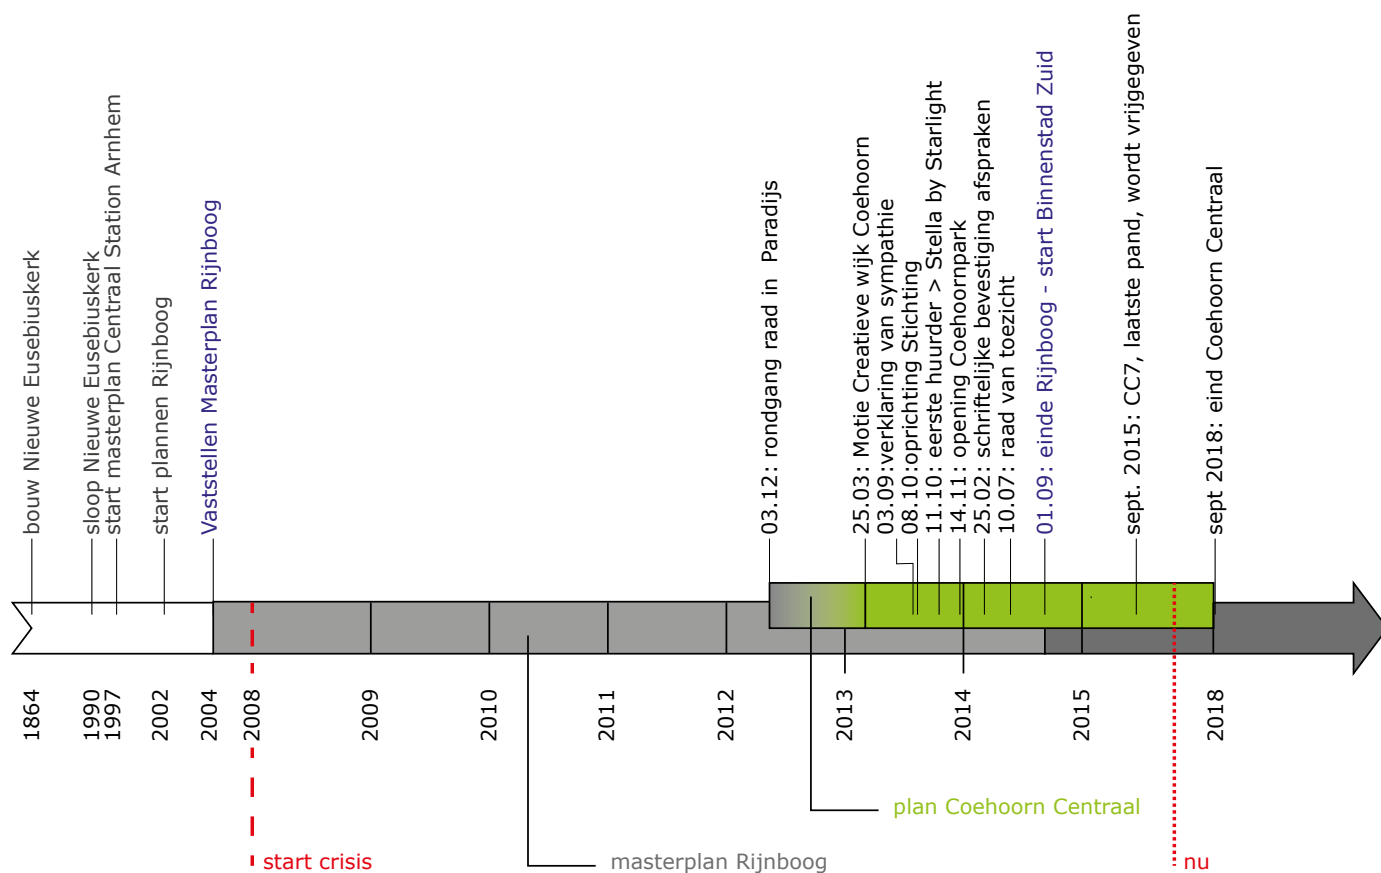 bouw Nieuwe Eusebiuskerk
sloop Nieuwe Eusebiuskerk
start masterplan Centraal Station Arnhem
start plannen Rijnboog
Vaststellen Masterplan Rijnboog
03.12: rondgang raad in Paradijs
25.03: Motie Creatieve wijk Coehoorn
03.09:verklaring van sympathie
08.10:oprichting Stichting
11.10: eerste huurder > Stella by Starlight
14.11: opening Coehoornpark
25.02: schriftelijke bevestiging afspraken
10.07: raad van toezicht
01.09: einde Rijnboog - start Binnenstad Zuid
sept. 2015: CC7, laatste pand, wordt vrijgegeven
sept 2018: eind Coehoorn Centraal
1864
1990
1997
2002
2004
2008
2009
2010
2011
2012
2013
2014
2015
2018
plan Coehoorn Centraal
start crisis
masterplan Rijnboog
nu